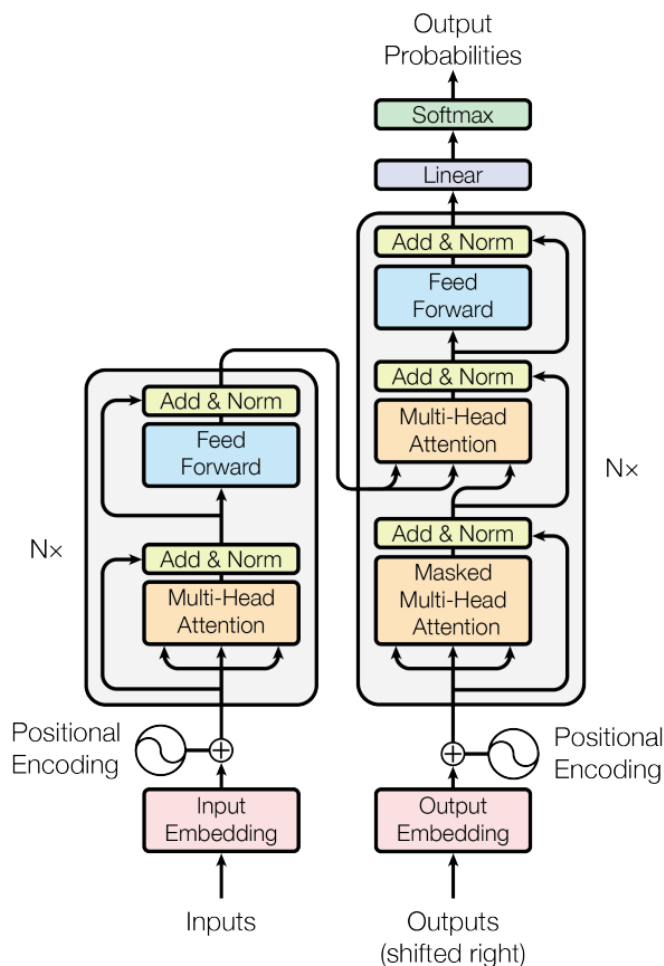 Output
Probabilities
Softmax
Linear
Add & Norm
Feed
Forward
Add & Norm
Multi-Head
Attention
Nx
Add & Norm
Masked
Multi-Head
Attention
Add & Norm
Feed
Forward
Nx
Add & Norm
Multi-Head
Attention
Positional
Encoding
Positional
Encoding
Input
Embedding
Output
Embedding
Inputs
Outputs
(shifted right)